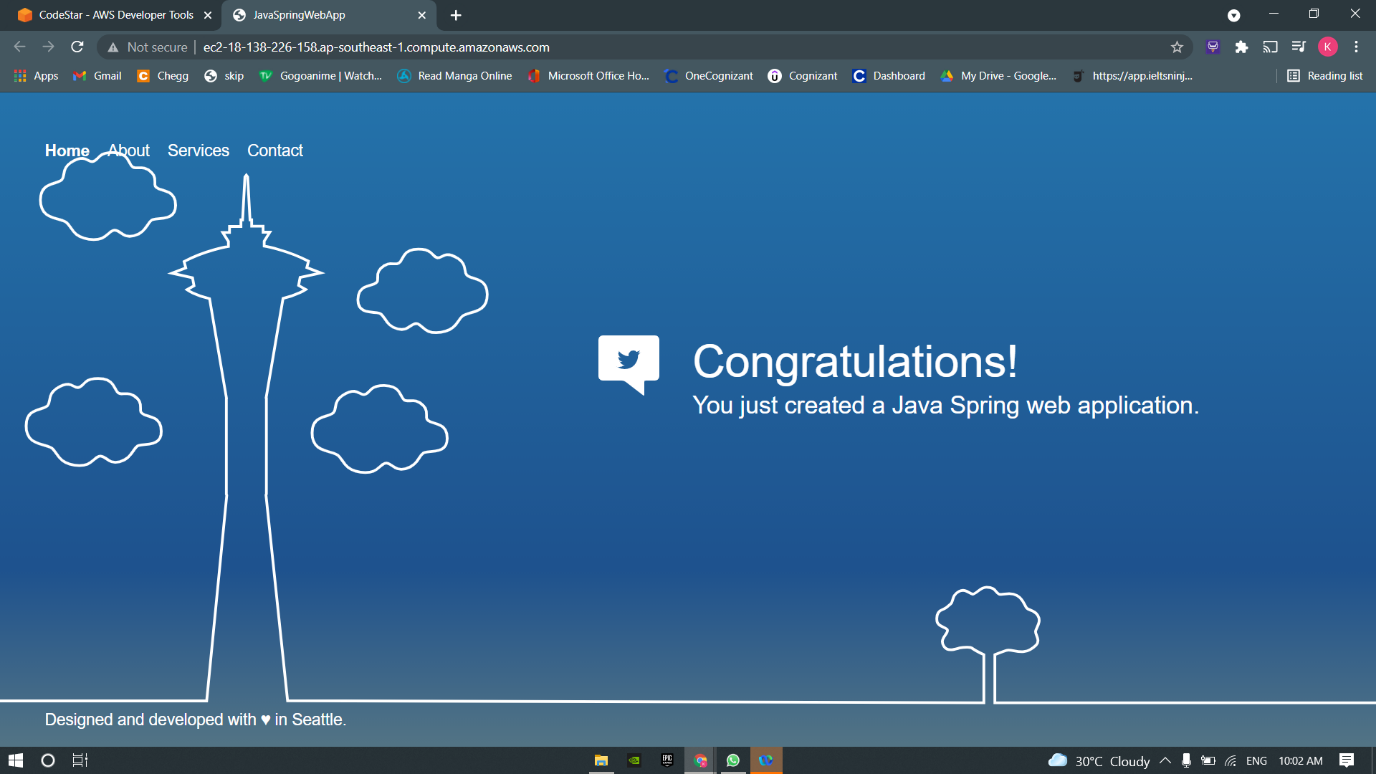 CodeStar - AWS Developer Tools
JavaSpringWebApp
Not secure | ec2-18-138-226-158.ap-southeast-1.compute.amazonaws.com
K
Apps
Gmail
Chegg
skip
Gogoanime | Watch...
Read Manga Online
Microsoft Office Ho...
OneCognizant
Cognizant
Dashboard
My Drive - Google...
https://app.ieltsninj...
Reading list
Home About Services Contact
Congratulations!
You just created a Java Spring web application.
Designed and developed with ♥ in Seattle.
EPIC
30°C Cloudy
ENG
10:02 AM